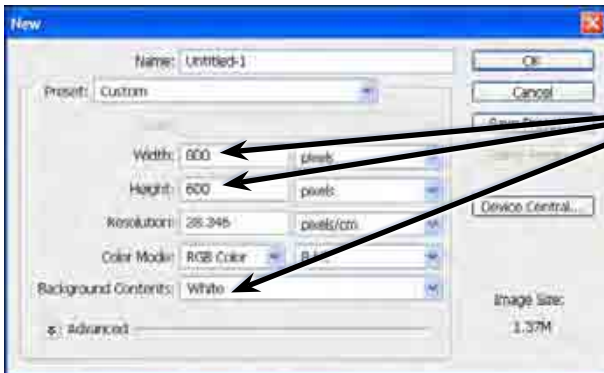 New
Name: Untitled-1
OK
Preset: Custom
Cancel
Width: 800 pixels
Height: 600 pixels
Device Central...
Resolution: 28.346 pixels/cm
Color Mode: RGB Color
Background Contents: White
Image Size:
Advanced
1.37M